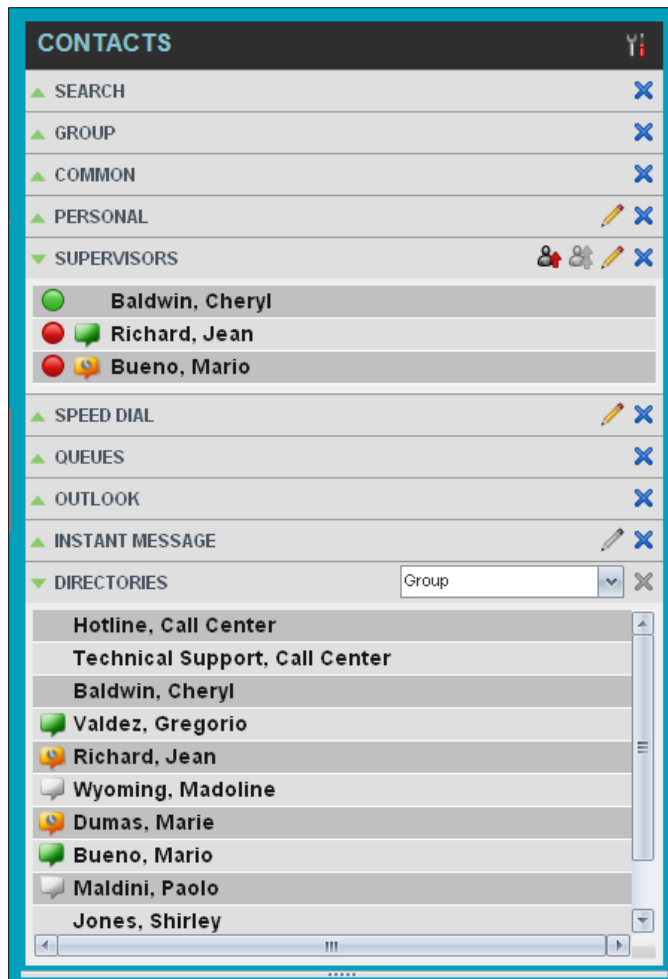 CONTACTS
SEARCH
GROUP
COMMON
PERSONAL
SUPERVISORS
Baldwin, Cheryl
Richard, Jean
Bueno, Mario
SPEED DIAL
QUEUES
OUTLOOK
INSTANT MESSAGE
DIRECTORIES Group
Hotline, Call Center
Technical Support, Call Center
Baldwin, Cheryl
Valdez, Gregorio
Richard, Jean
Wyoming, Madoline
Dumas, Marie
Bueno, Mario
Maldini, Paolo
Jones, Shirley